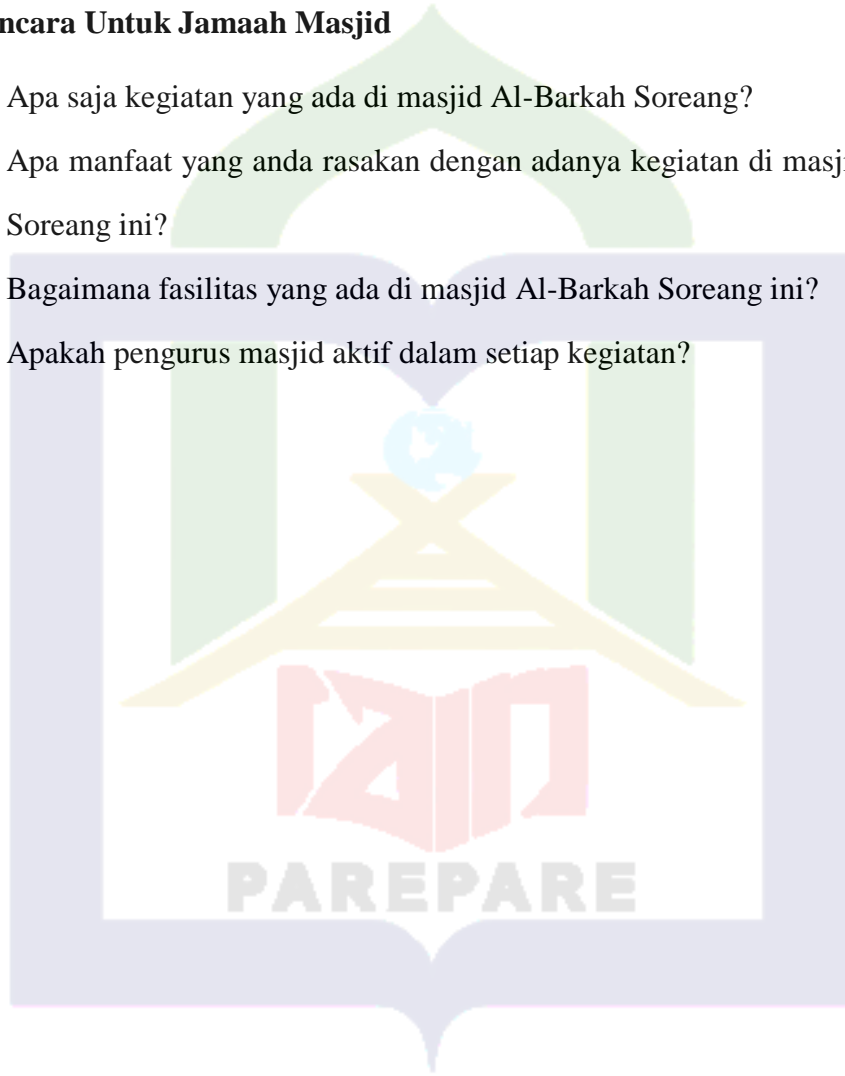 ncara Untuk Jamaah Masjid
Apa saja kegiatan yang ada di masjid Al-Barkah Soreang?
Apa manfaat yang anda rasakan dengan adanya kegiatan di masj
Soreang ini?
Bagaimana fasilitas yang ada di masjid Al-Barkah Soreang ini?
Apakah pengurus masjid aktif dalam setiap kegiatan?
iain
PAREPARE